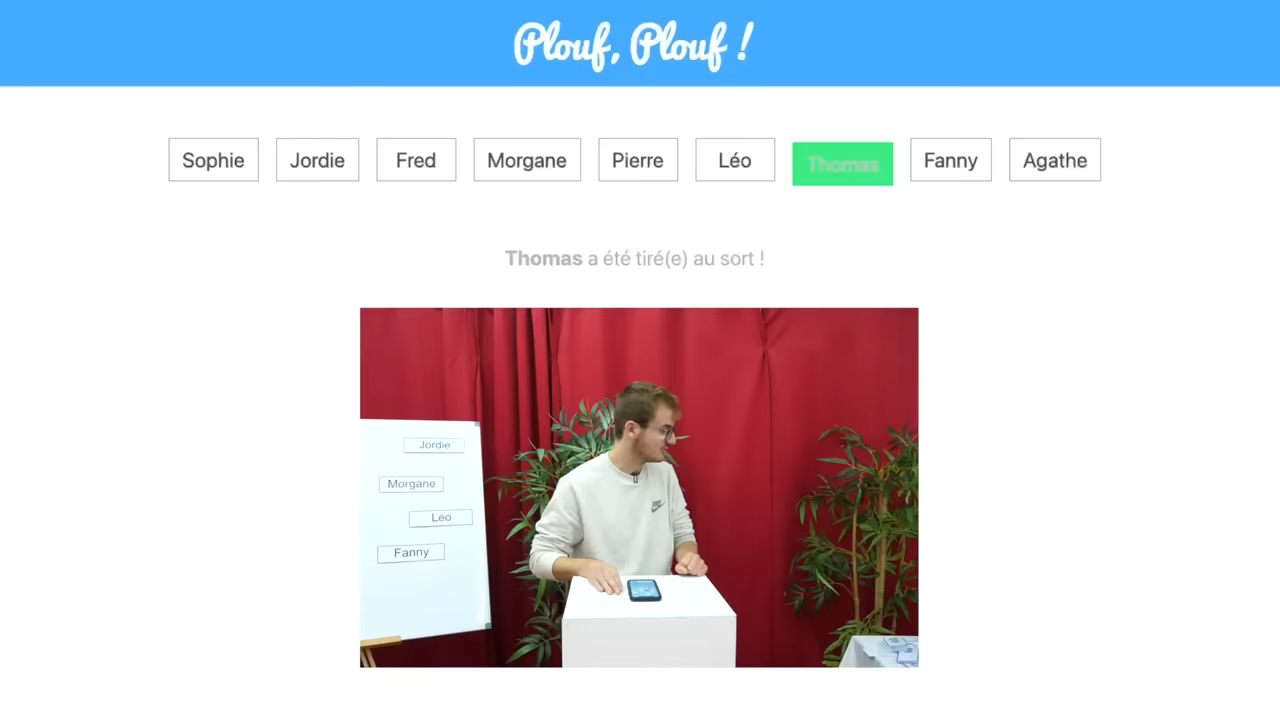 Plouf, Plouf !
Sophie
Jordie
Fred
Morgane
Pierre
Léo
Thomas
Fanny
Agathe
Thomas a été tiré(e) au sort !
Jordie
Morgane
Léo
Fanny